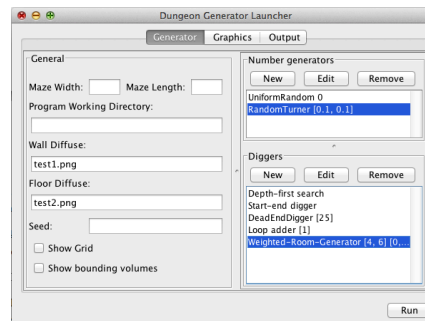 Dungeon Generator Launcher
Generator Graphics Output
General
Maze Width: Maze Length:
Program Working Directory:
Wall Diffuse:
test1.png
Floor Diffuse:
test2.png
Seed:
Show Grid
Show bounding volumes
Number generators
New Edit Remove
UniformRandom 0
RandomTurner [0.1, 0.1]
Diggers
New Edit Remove
Depth-first search
Start-end digger
DeadEndDigger [25]
Loop adder [1]
Weighted-Room-Generator [4, 6] [0,...
Run